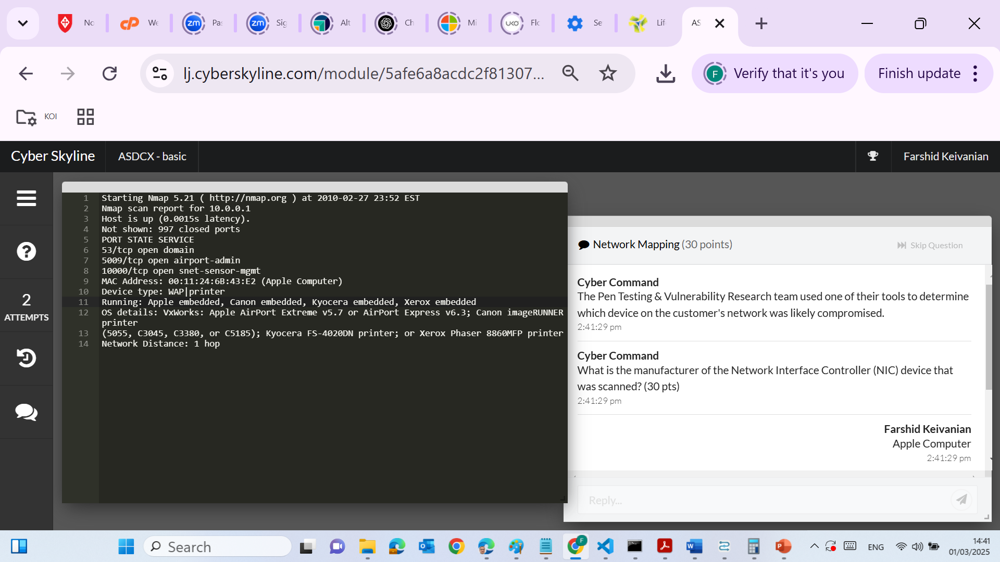 No
We
zm
Pa
zm
Sig
Alt
Ch
Mi
UKO
Flo
Se
Lif
AS
lj.cyberskyline.com/module/5afe6a8acdc2f81307...
F
Verify that it's you
Finish update
KOI
Cyber Skyline
ASDCX - basic
Farshid Keivanian
2
ATTEMPTS
1 Starting Nmap 5.21 ( http://nmap.org ) at 2010-02-27 23:52 EST
2 Nmap scan report for 10.0.0.1
3 Host is up (0.0015s latency).
4 Not shown: 997 closed ports
5 PORT STATE SERVICE
6 53/tcp open domain
7 5009/tcp open airport-admin
8 10000/tcp open snet-sensor-mgmt
9 MAC Address: 00:11:24:6B:43:E2 (Apple Computer)
10 Device type: WAP|printer
11 Running: Apple embedded, Canon embedded, Kyocera embedded, Xerox embedded
12 OS details: VxWorks: Apple AirPort Extreme v5.7 or AirPort Express v6.3; Canon imageRUNNER
printer
13 (5055, C3045, C3380, or C5185); Kyocera FS-4020DN printer; or Xerox Phaser 8860MFP printer
14 Network Distance: 1 hop
Network Mapping (30 points)
Skip Question
Cyber Command
The Pen Testing & Vulnerability Research team used one of their tools to determine
which device on the customer's network was likely compromised.
2:41:29 pm
Cyber Command
What is the manufacturer of the Network Interface Controller (NIC) device that
was scanned? (30 pts)
2:41:29 pm
Farshid Keivanian
Apple Computer
2:41:29 pm
Reply...
Search
F
ENG
14:41
01/03/2025